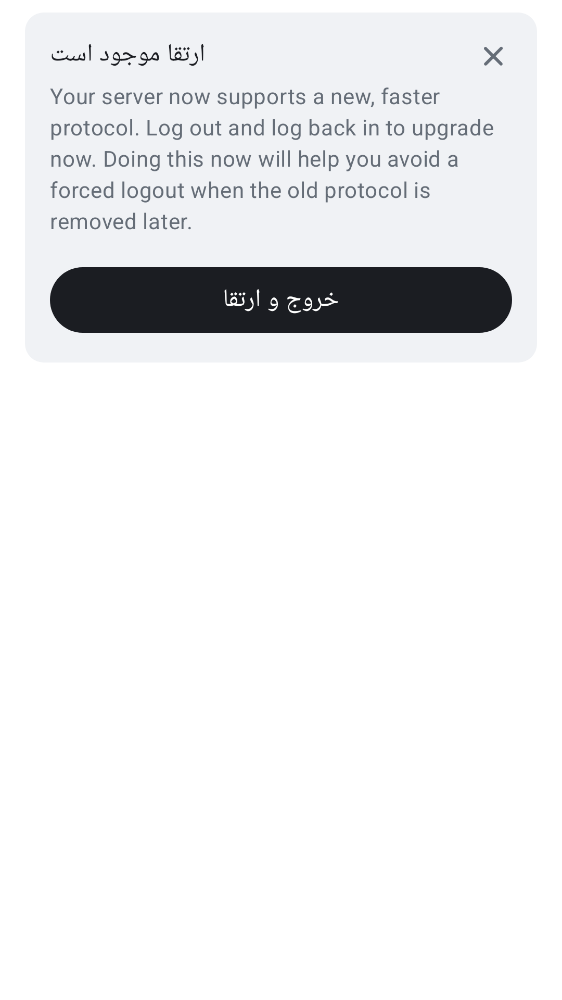 ارتقا موجود است
Your server now supports a new, faster
protocol. Log out and log back in to upgrade
now. Doing this now will help you avoid a
forced logout when the old protocol is
removed later.
خروج و ارتقا